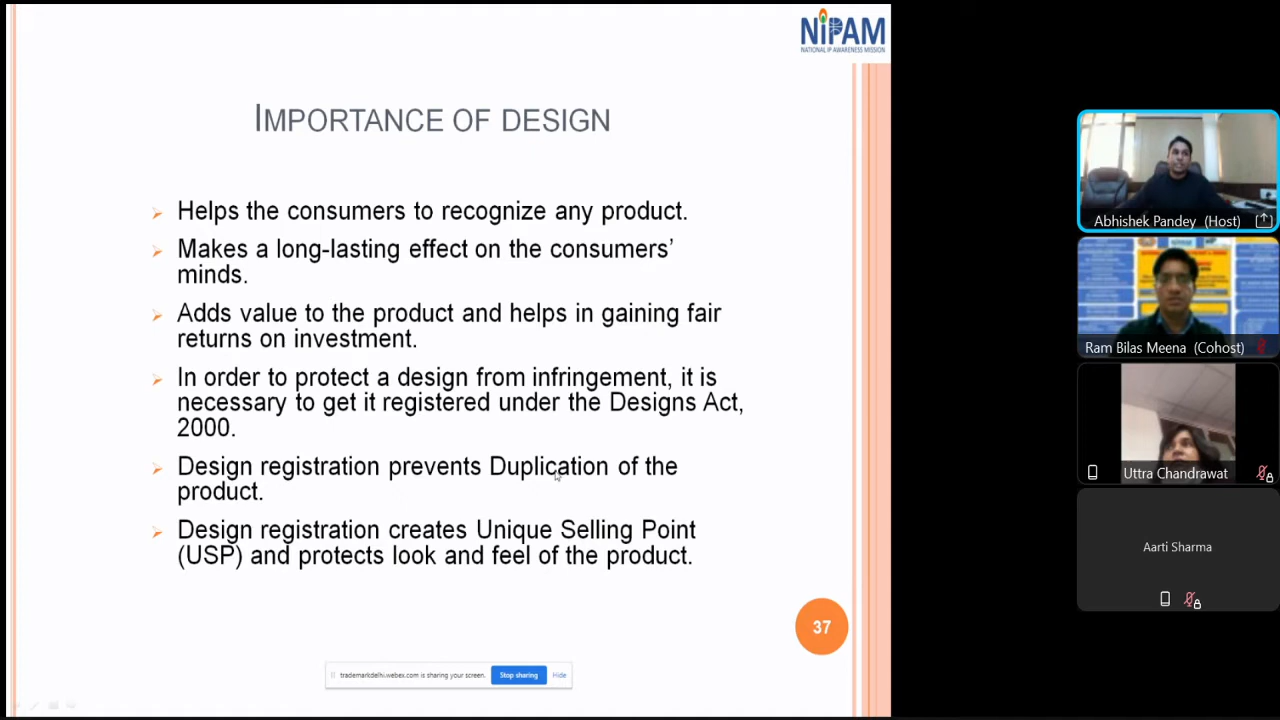 NIPAM
NATIONAL IP AWARENESS MISSION
IMPORTANCE OF DESIGN
Helps the consumers to recognize any product.
Makes a long-lasting effect on the consumers'
minds.
Adds value to the product and helps in gaining fair
returns on investment.
In order to protect a design from infringement, it is
necessary to get it registered under the Designs Act,
2000.
Design registration prevents Duplication of the
product.
Design registration creates Unique Selling Point
(USP) and protects look and feel of the product.
37
trademarkdelhi.webex.com is sharing your screen.
Stop sharing
Hide
Abhishek Pandey (Host)
Ram Bilas Meena (Cohost)
Uttra Chandrawat
Aarti Sharma